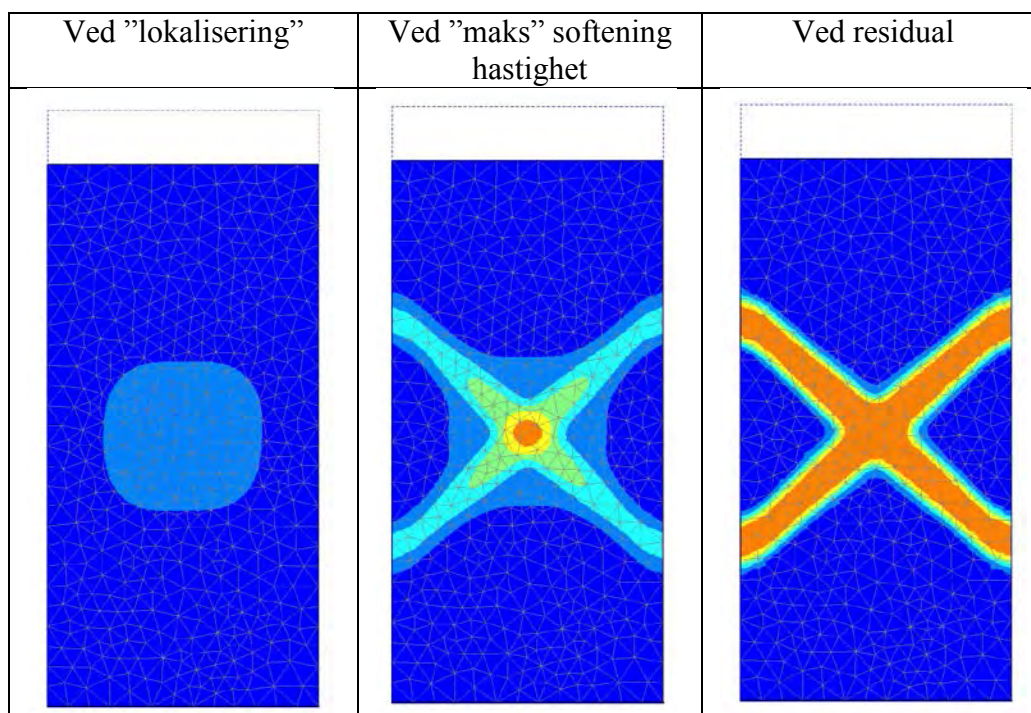 Ved ”lokalisering”
Ved ”maks” softening
hastighet
Ved residual